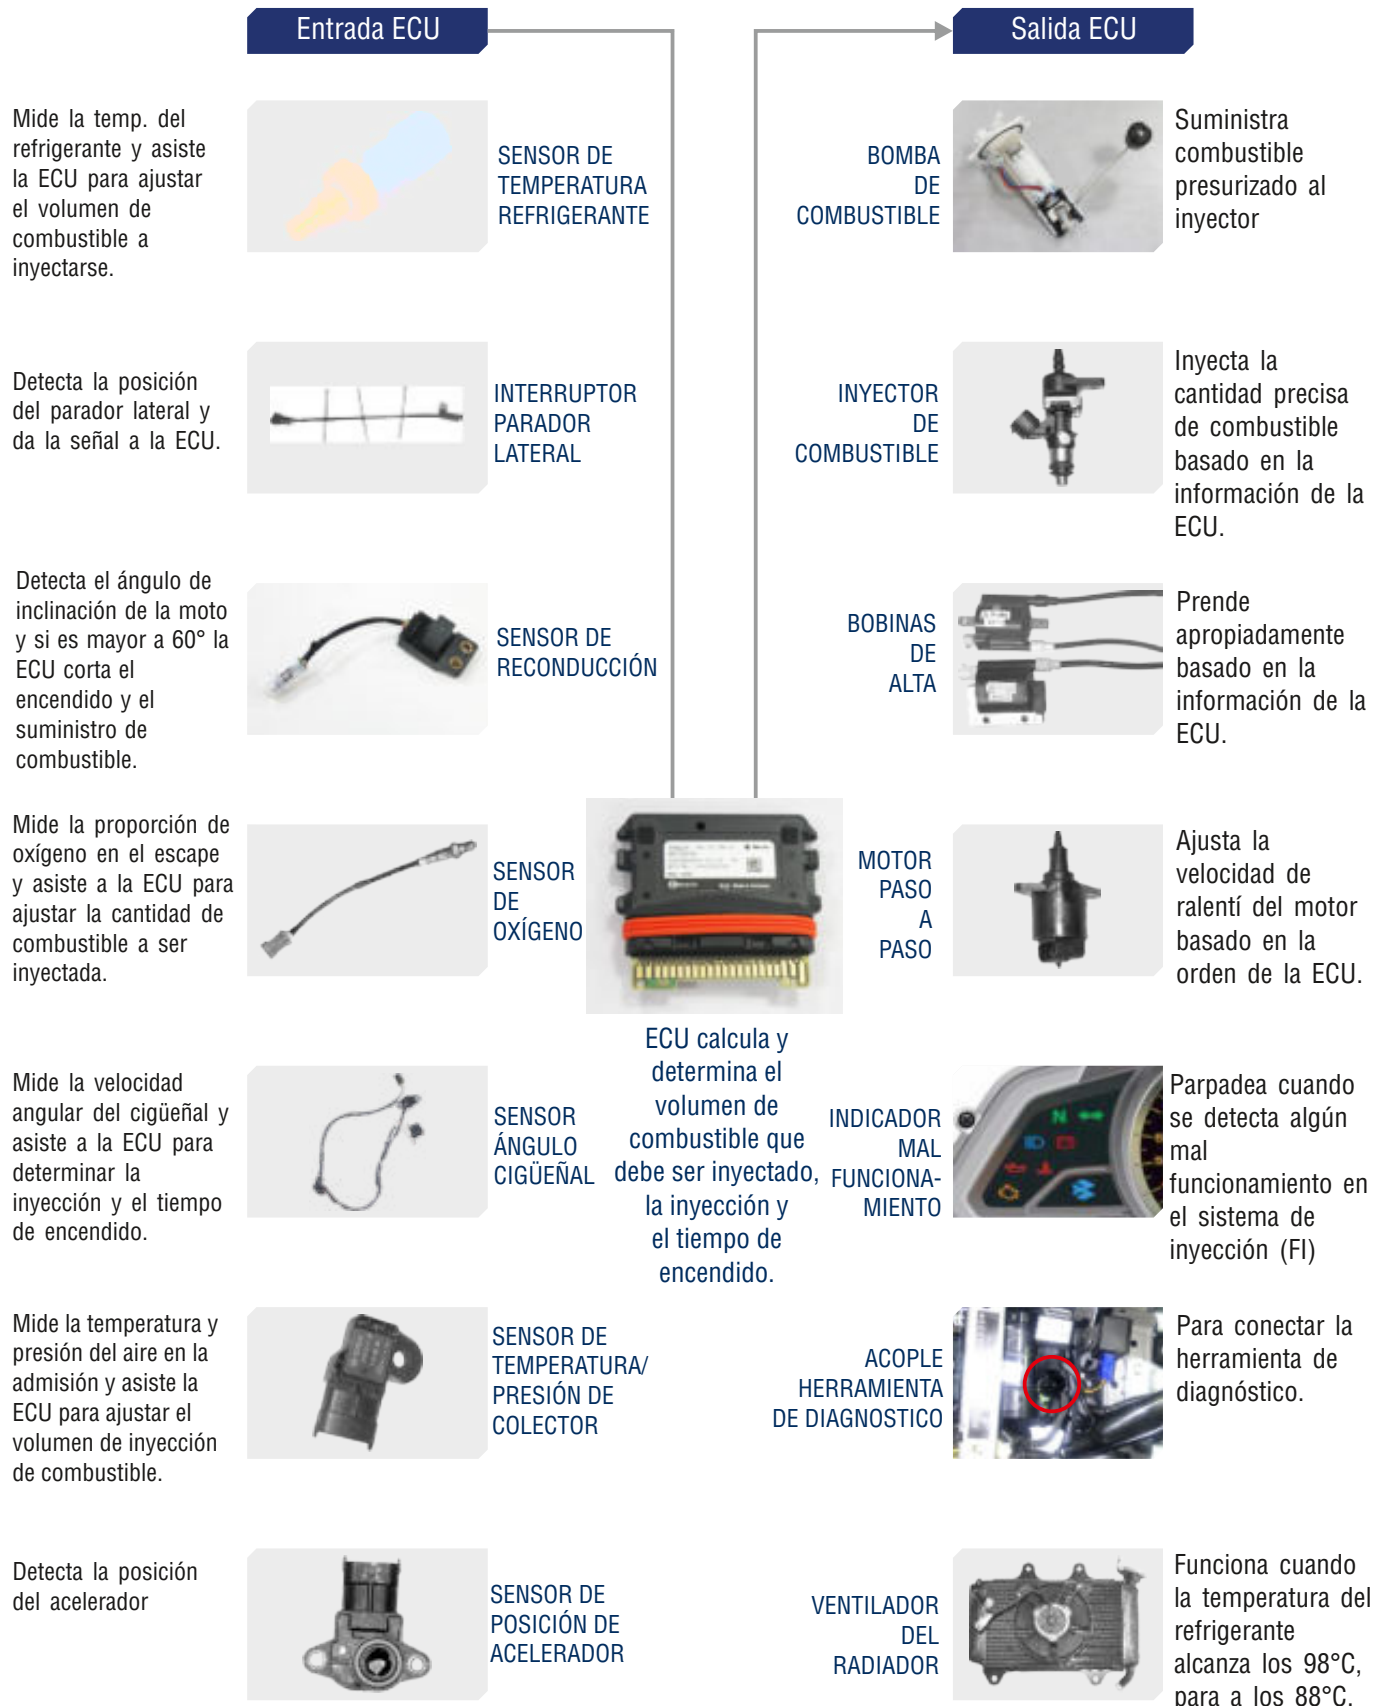 Entrada ECU
Salida ECU
Mide la temp. del
refrigerante y asiste
la ECU para ajustar
el volumen de
combustible a
inyectarse.
SENSOR DE
TEMPERATURA
REFRIGERANTE
BOMBA
DE
COMBUSTIBLE
Suministra
combustible
presurizado al
inyector
Detecta la posición
del parador lateral y
da la señal a la ECU.
INTERRUPTOR
PARADOR
LATERAL
INYECTOR
DE
COMBUSTIBLE
Inyecta la
cantidad precisa
de combustible
basado en la
información de la
ECU.
Detecta el ángulo de
inclinación de la moto
y si es mayor a 60° la
ECU corta el
encendido y el
suministro de
combustible.
SENSOR DE
RECONDUCCIÓN
BOBINAS
DE
ALTA
Prende
apropiadamente
basado en la
información de la
ECU.
Mide la proporción de
oxígeno en el escape
y asiste a la ECU para
ajustar la cantidad de
combustible a ser
inyectada.
SENSOR
DE
OXÍGENO
MOTOR
PASO
A
PASO
Ajusta la
velocidad de
ralentí del motor
basado en la
orden de la ECU.
ECU calcula y
determina el
volumen de
combustible que
debe ser inyectado,
la inyección y
el tiempo de
encendido.
Mide la velocidad
angular del cigüeñal y
asiste a la ECU para
determinar la
inyección y el tiempo
de encendido.
SENSOR
ÁNGULO
CIGÜEÑAL
INDICADOR
MAL
FUNCIONA-
MIENTO
N
Parpadea cuando
se detecta algún
mal
funcionamiento en
el sistema de
inyección (FI)
Mide la temperatura y
presión del aire en la
admisión y asiste la
ECU para ajustar el
volumen de inyección
de combustible.
SENSOR DE
TEMPERATURA/
PRESIÓN DE
COLECTOR
ACOPLE
HERRAMIENTA
DE DIAGNOSTICO
Para conectar la
herramienta de
diagnóstico.
Detecta la posición
del acelerador
SENSOR DE
POSICIÓN DE
ACELERADOR
VENTILADOR
DEL
RADIADOR
Funciona cuando
la temperatura del
refrigerante
alcanza los 98°C,
para a los 88°C.